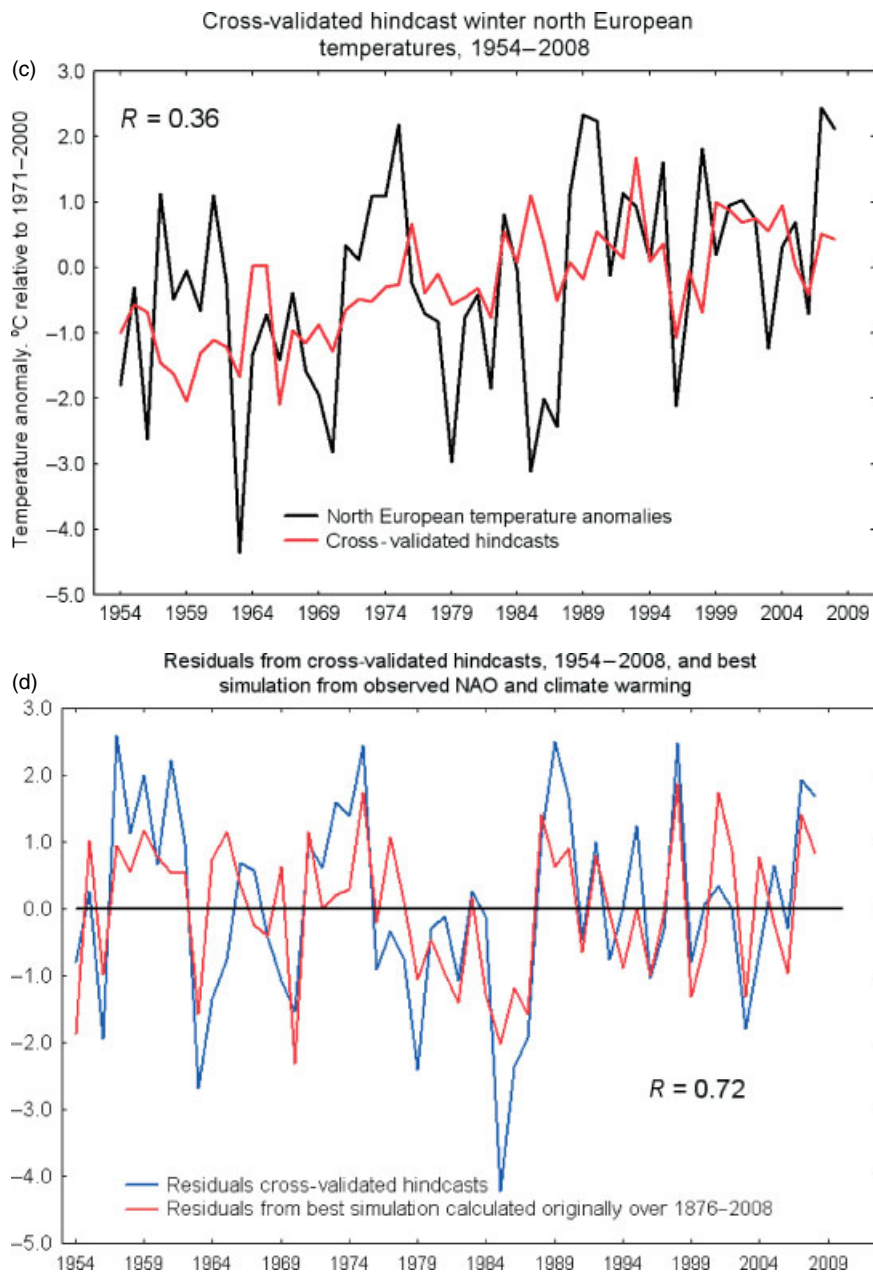 Cross-validated hindcast winter north European
temperatures, 1954–2008
(c)
3.0
2.0
1.0
0.0
–1.0
–2.0
–3.0
–4.0
–5.0
Temperature anomaly. ºC relative to 1971–2000
R = 0.36
North European temperature anomalies
Cross-validated hindcasts
1954 1959 1964 1969 1974 1979 1984 1989 1994 1999 2004 2009
Residuals from cross-validated hindcasts, 1954–2008, and best
simulation from observed NAO and climate warming
(d)
3.0
2.0
1.0
0.0
–1.0
–2.0
–3.0
–4.0
–5.0
R = 0.72
Residuals cross-validated hindcasts
Residuals from best simulation calculated originally over 1876–2008
1954 1959 1964 1969 1974 1979 1984 1989 1994 1999 2004 2009